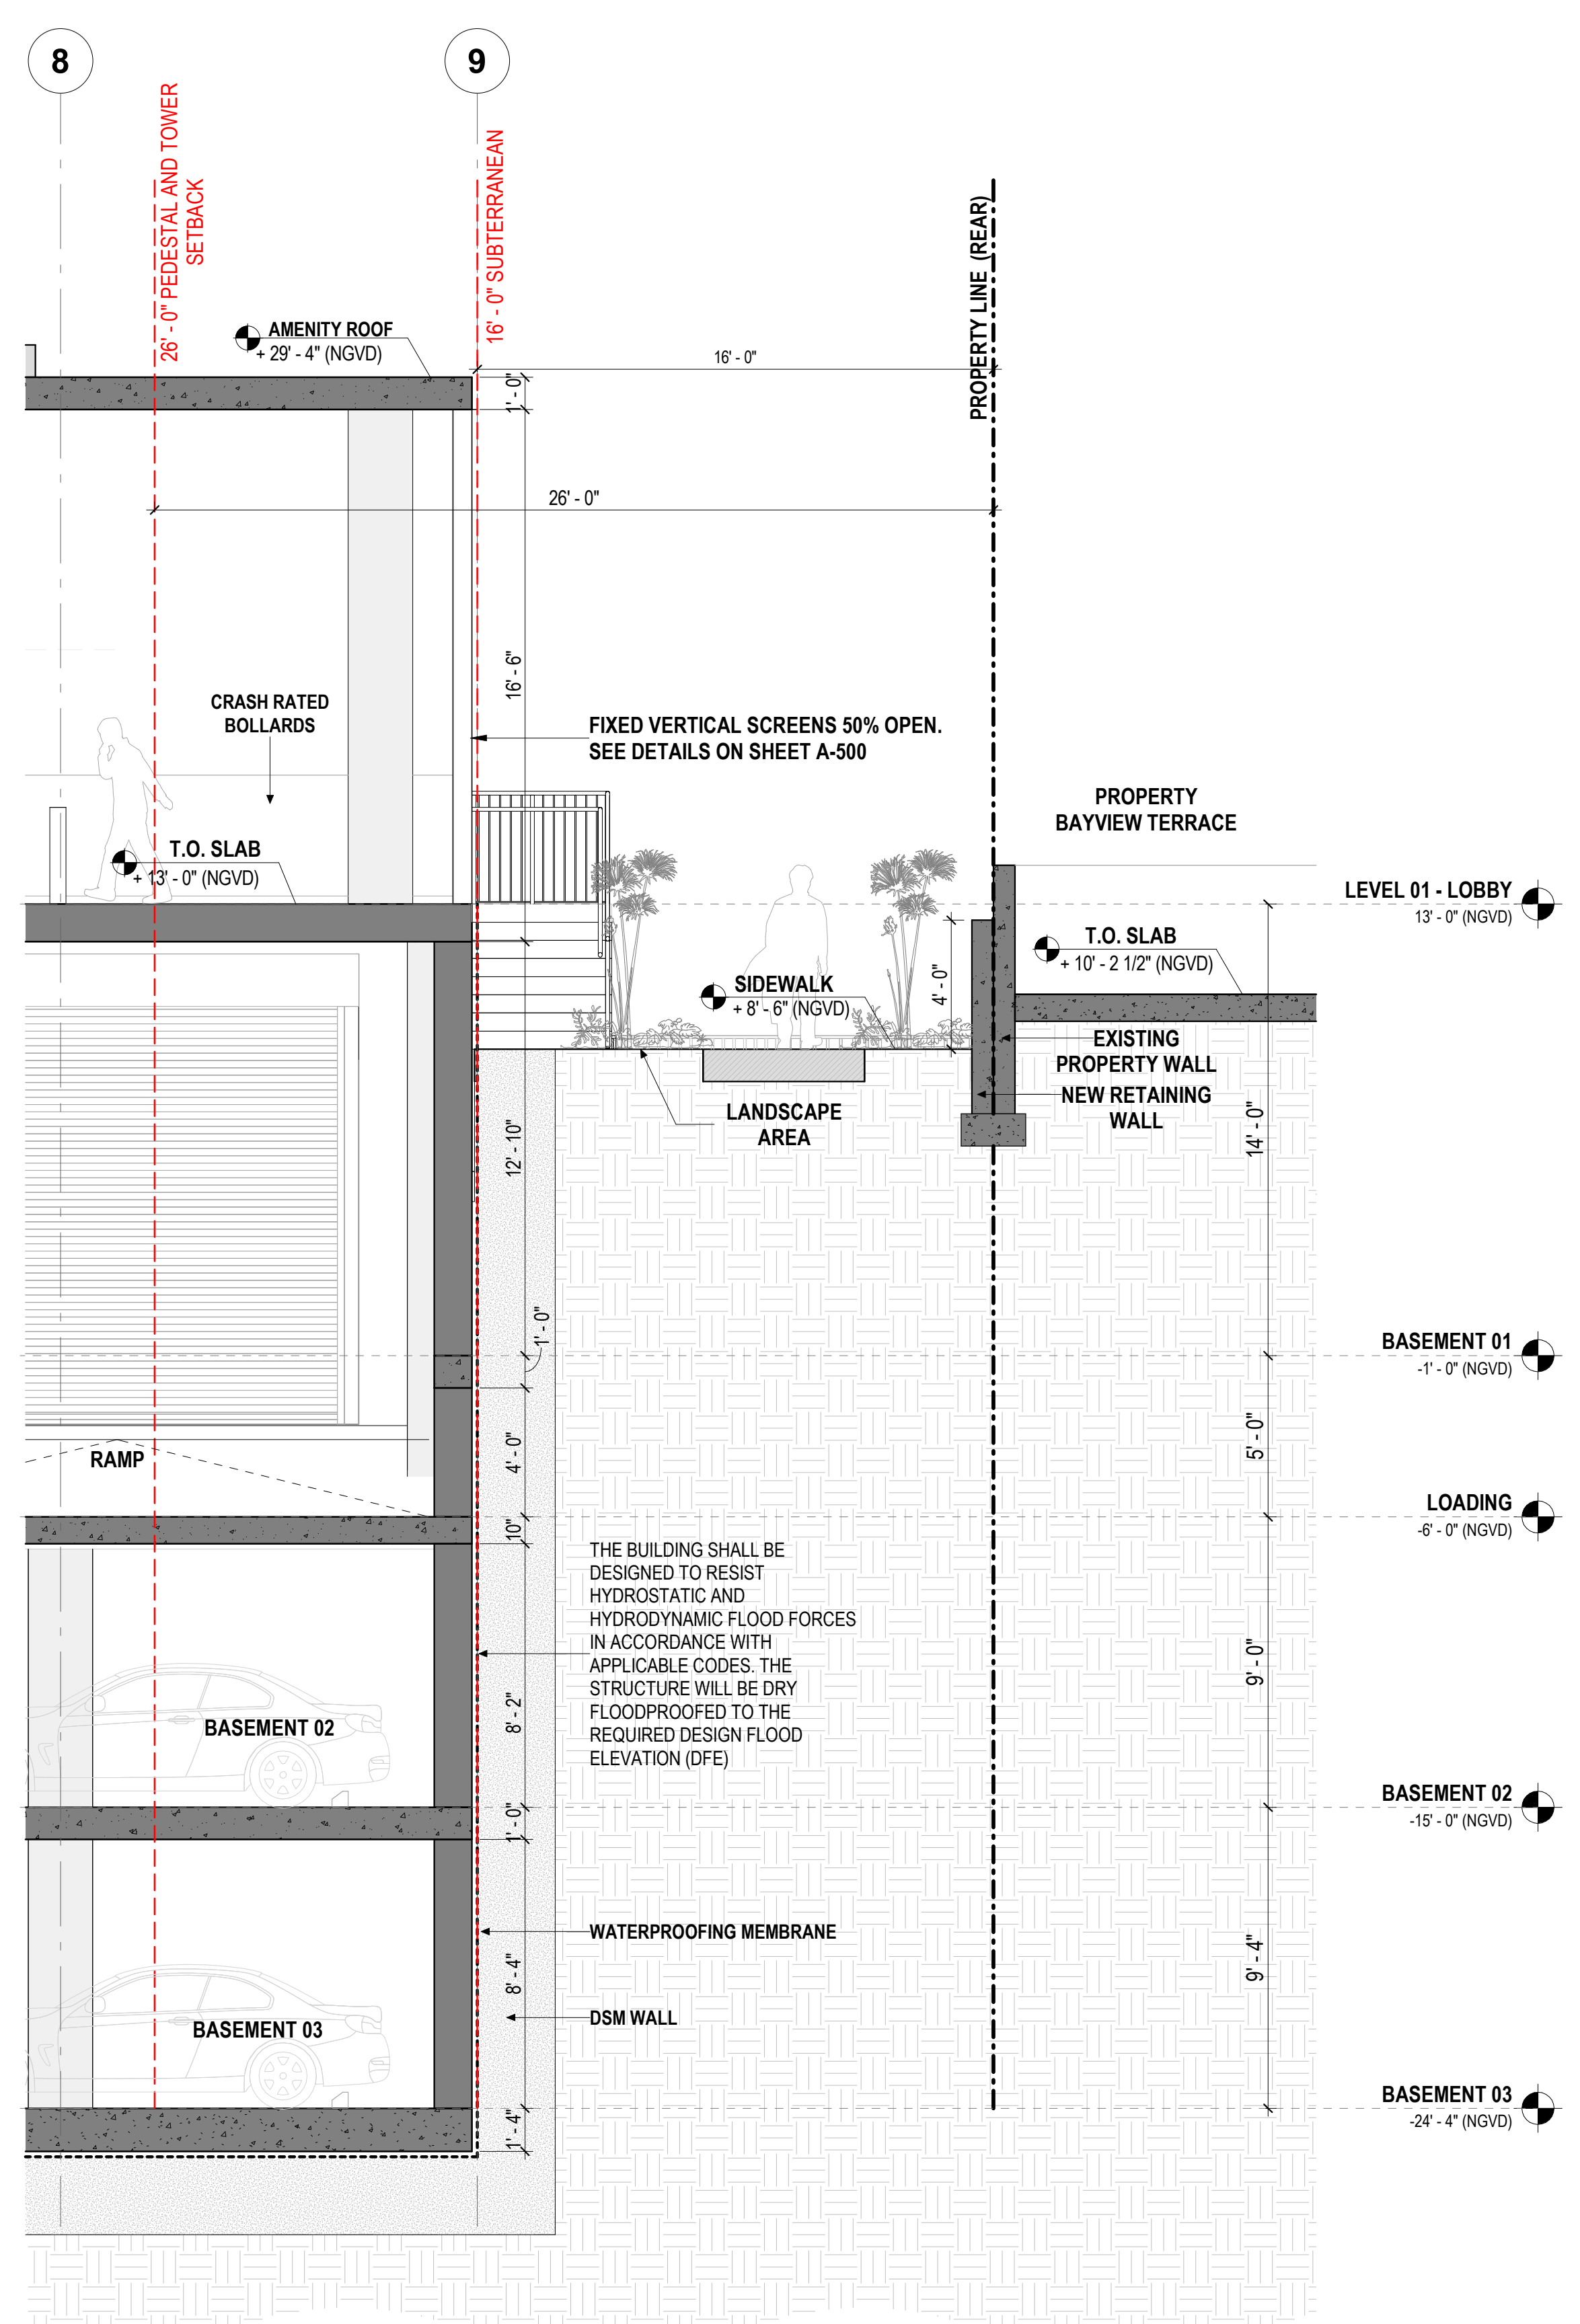 8
9
26' - 0" PEDESTAL AND TOWER
SETBACK
16' - 0" SUBTERRANEAN
PROPERTY LINE (REAR)
AMENITY ROOF
+ 29' - 4" (NGVD)
16' - 0"
1' - 0"
26' - 0"
16' - 6"
CRASH RATED
BOLLARDS
FIXED VERTICAL SCREENS 50% OPEN.
SEE DETAILS ON SHEET A-500
PROPERTY
BAYVIEW TERRACE
T.O. SLAB
+ 13' - 0" (NGVD)
LEVEL 01 - LOBBY
13' - 0" (NGVD)
T.O. SLAB
+ 10' - 2 1/2" (NGVD)
SIDEWALK
+ 8' - 6" (NGVD)
4' - 0"
EXISTING
PROPERTY WALL
NEW RETAINING
WALL
LANDSCAPE
AREA
12' - 10"
14' - 0"
1' - 0"
BASEMENT 01
-1' - 0" (NGVD)
4' - 0"
5' - 0"
RAMP
LOADING
-6' - 0" (NGVD)
10"
THE BUILDING SHALL BE
DESIGNED TO RESIST
HYDROSTATIC AND
HYDRODYNAMIC FLOOD FORCES
IN ACCORDANCE WITH
APPLICABLE CODES. THE
STRUCTURE WILL BE DRY
FLOODPROOFED TO THE
REQUIRED DESIGN FLOOD
ELEVATION (DFE)
9' - 0"
8' - 2"
BASEMENT 02
BASEMENT 02
-15' - 0" (NGVD)
1' - 0"
WATERPROOFING MEMBRANE
8' - 4"
9' - 4"
DSM WALL
BASEMENT 03
BASEMENT 03
-24' - 4" (NGVD)
1' - 4"